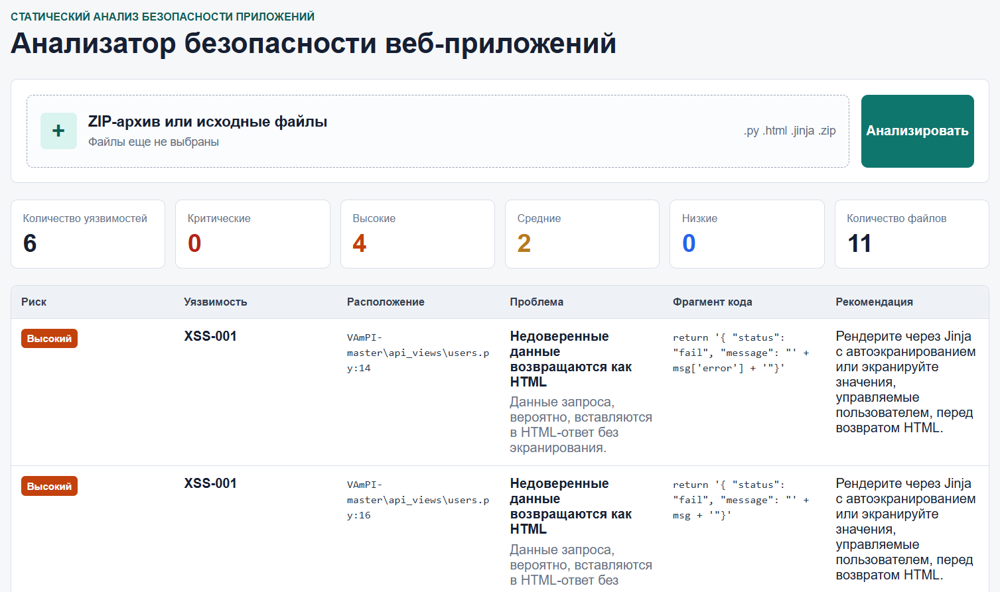 СТАТИЧЕСКИЙ АНАЛИЗ БЕЗОПАСНОСТИ ПРИЛОЖЕНИЙ
Анализатор безопасности веб-приложений
+
ZIP-архив или исходные файлы
Файлы еще не выбраны
.py .html .jinja .zip
Анализировать
Количество уязвимостей
6
Критические
0
Высокие
4
Средние
2
Низкие
0
Количество файлов
11
Риск
Уязвимость
Расположение
Проблема
Фрагмент кода
Рекомендация
Высокий
XSS-001
VAmPI-
master\api_views\users.p
y:14
Недоверенные
данные
возвращаются как
HTML
Данные запроса,
вероятно, вставляются
в HTML-ответ без
экранирования.
return '{ "status":
"fail", "message": "' +
msg['error'] + '"}'
Рендерите через Jinja
с автоэкранированием
или экранируйте
значения,
управляемые
пользователем, перед
возвратом HTML.
Высокий
XSS-001
VAmPI-
master\api_views\users.p
y:16
Недоверенные
данные
возвращаются как
HTML
Данные запроса,
вероятно, вставляются
в HTML-ответ без
return '{ "status":
"fail", "message": "' +
msg + '"}'
Рендерите через Jinja
с автоэкранированием
или экранируйте
значения,
управляемые
пользователем, перед
возвратом HTML.